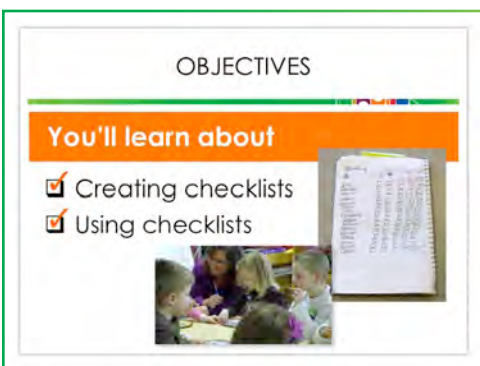 OBJECTIVES
You'll learn about
Creating checklists
Using checklists